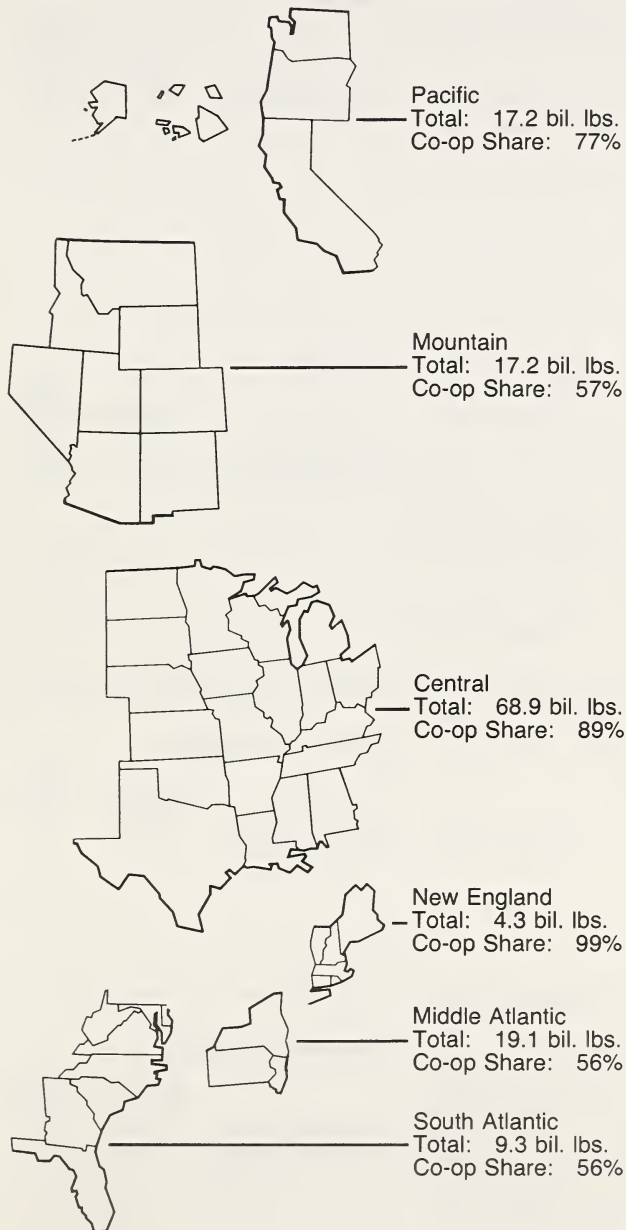 Pacific
Total: 17.2 bil. lbs.
Co-op Share: 77%
Mountain
Total: 17.2 bil. lbs.
Co-op Share: 57%
Central
Total: 68.9 bil. lbs.
Co-op Share: 89%
New England
Total: 4.3 bil. lbs.
Co-op Share: 99%
Middle Atlantic
Total: 19.1 bil. lbs.
Co-op Share: 56%
South Atlantic
Total: 9.3 bil. lbs.
Co-op Share: 56%